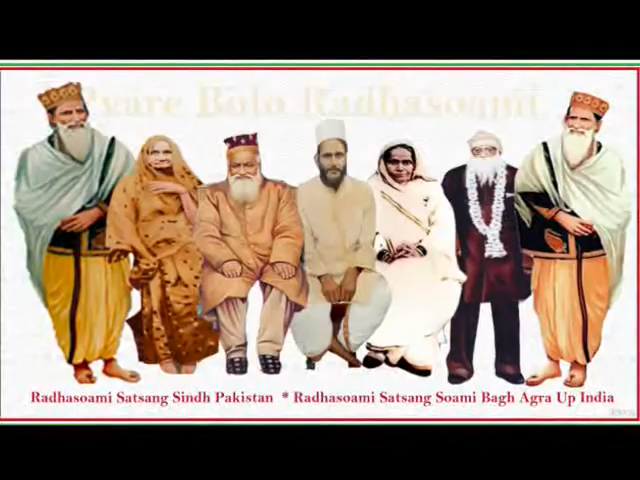 Pyare Bolo Radhasoami
Radhasoami Satsang Sindh Pakistan * Radhasoami Satsang Soami Bagh Agra Up India